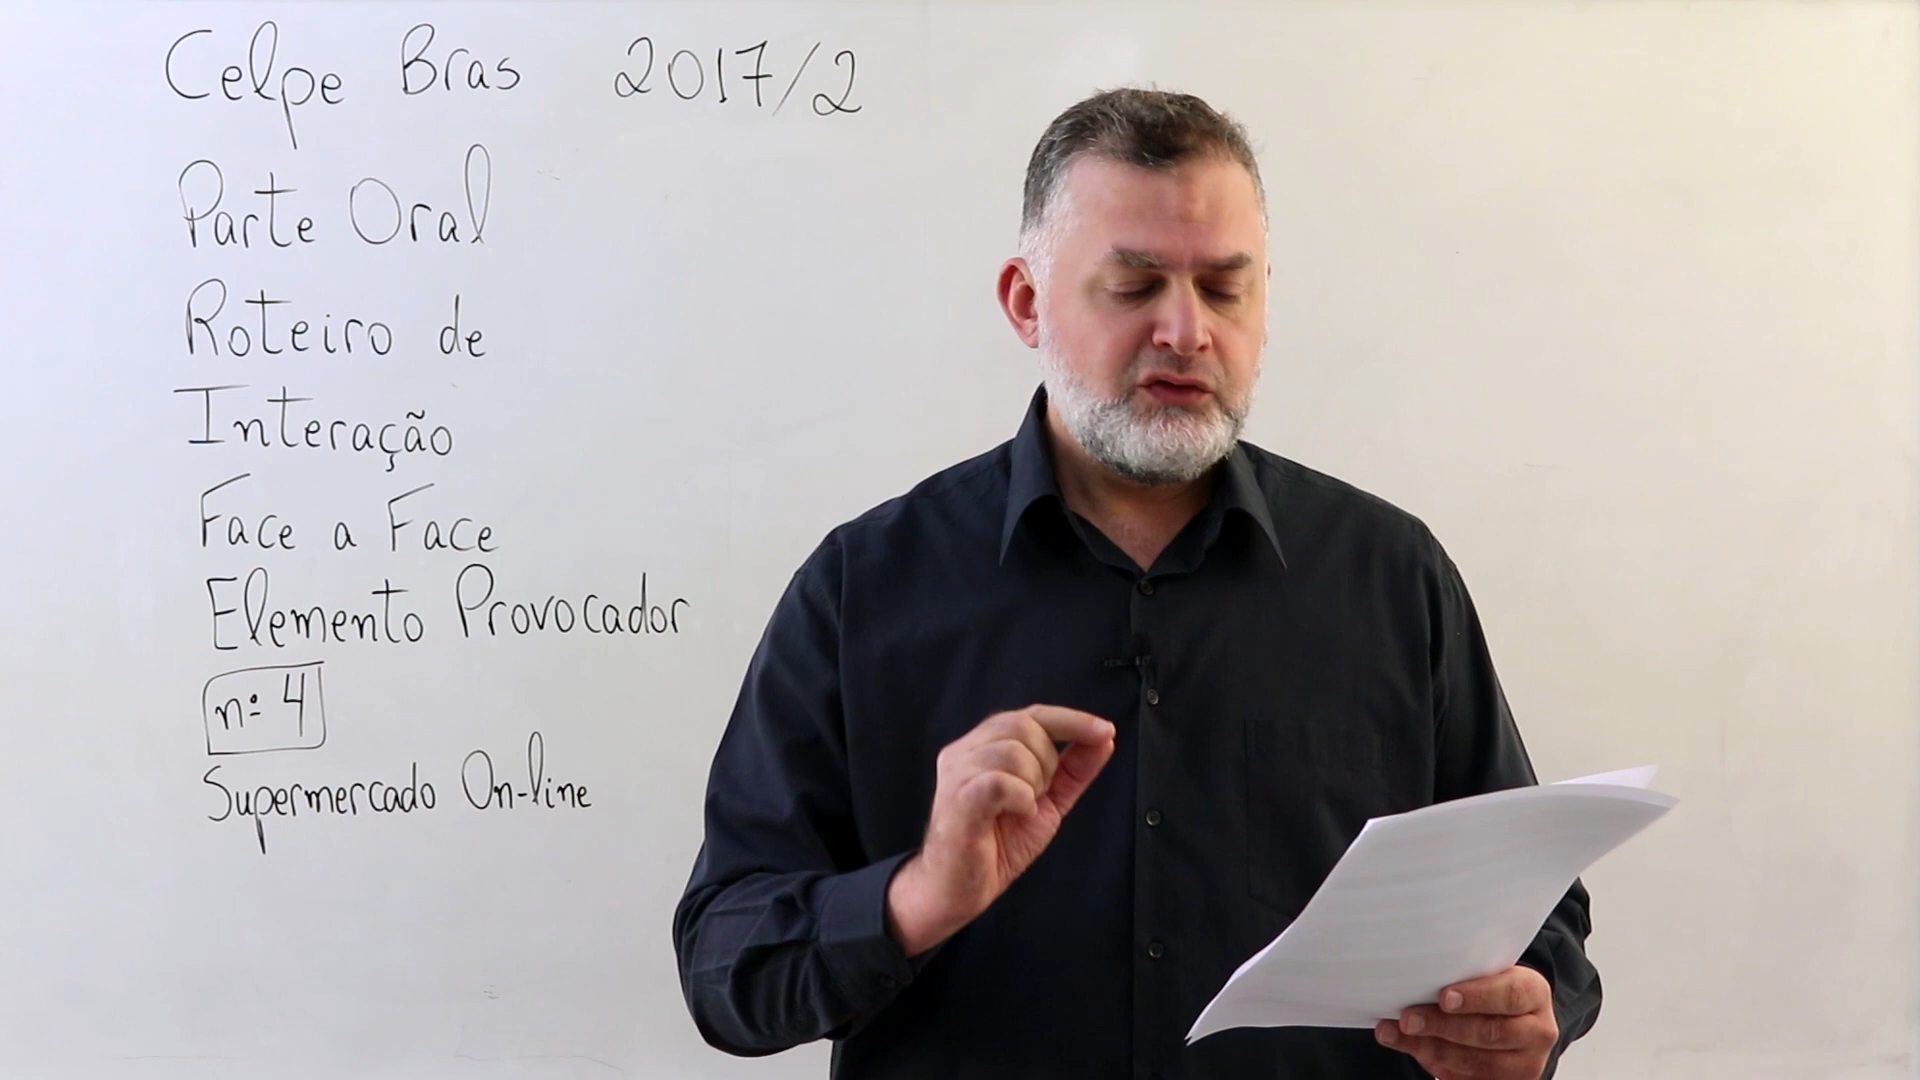 Celpe Bras 2017/2
Parte Oral
Roteiro de
Interação
Face a Face
Elemento Provocador
nº 4
Supermercado On-line